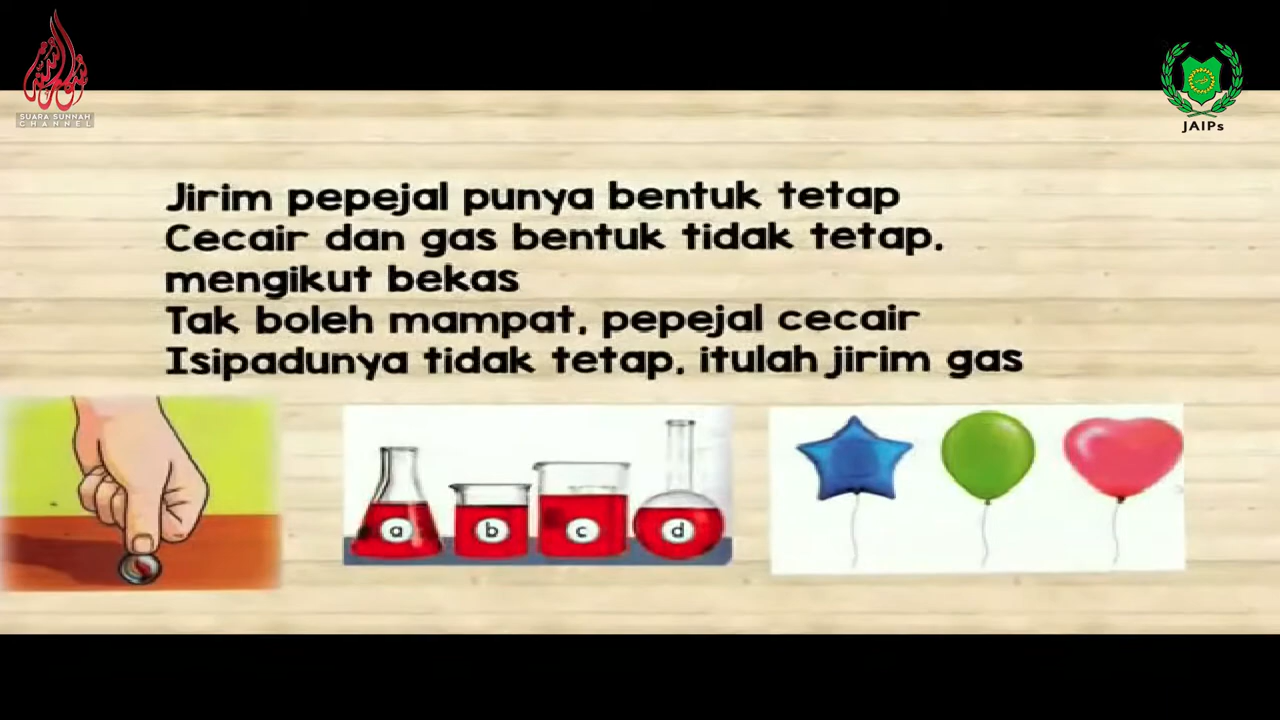 SUARA SUNNAH
CHANNEL
JAIPs
Jirim pepejal punya bentuk tetap
Cecair dan gas bentuk tidak tetap,
mengikut bekas
Tak boleh mampat, pepejal cecair
Isipadunya tidak tetap, itulah jirim gas
a b c d